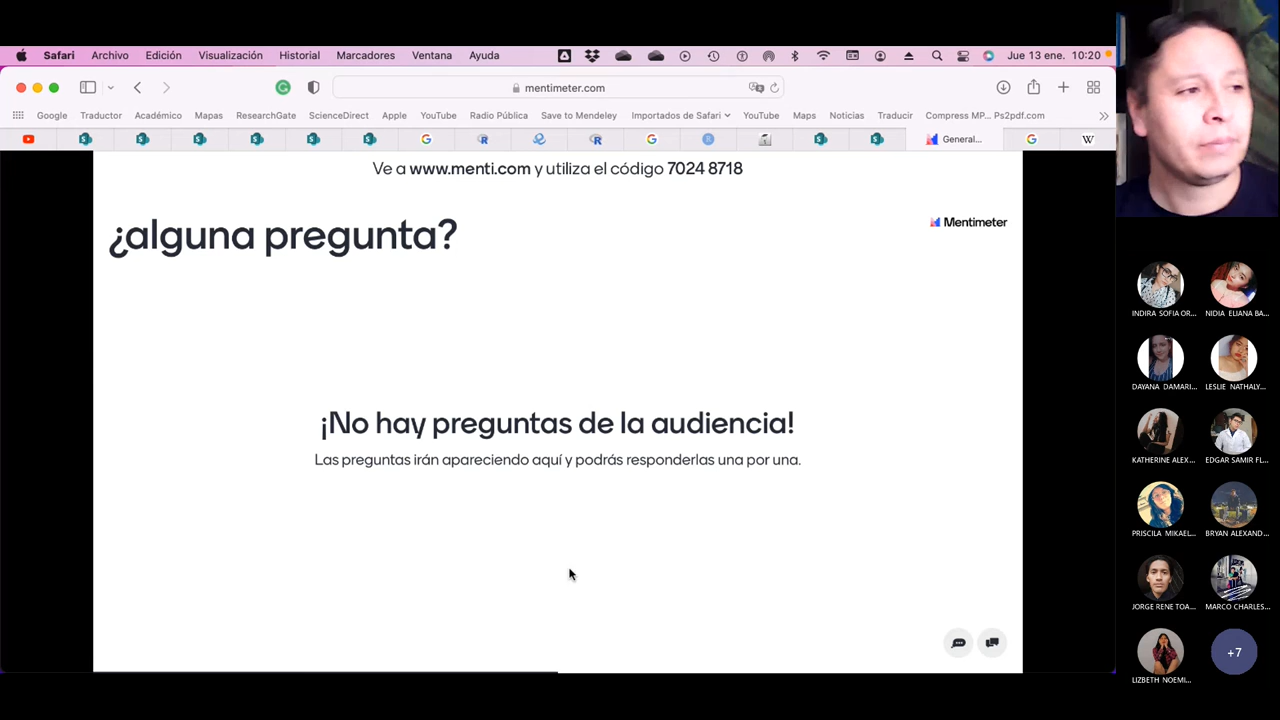 Safari Archivo Edición Visualización Historial Marcadores Ventana Ayuda Jue 13 ene. 10:20
mentimeter.com
Google Traductor Académico Mapas ResearchGate ScienceDirect Apple YouTube Radio Pública Save to Mendeley Importados de Safari YouTube Maps Noticias Traducir Compress MP... Ps2pdf.com
General...
Ve a www.menti.com y utiliza el código 7024 8718
¿alguna pregunta?
Mentimeter
¡No hay preguntas de la audiencia!
Las preguntas irán apareciendo aquí y podrás responderlas una por una.
INDIRA SOFIA OR... NIDIA ELIANA BA...
DAYANA DAMARI... LESLIE NATHALY...
KATHERINE ALEX... EDGAR SAMIR FL...
PRISCILA MIKAEL... BRYAN ALEXAND...
JORGE RENE TOA... MARCO CHARLES...
LIZBETH NOEMI... +7